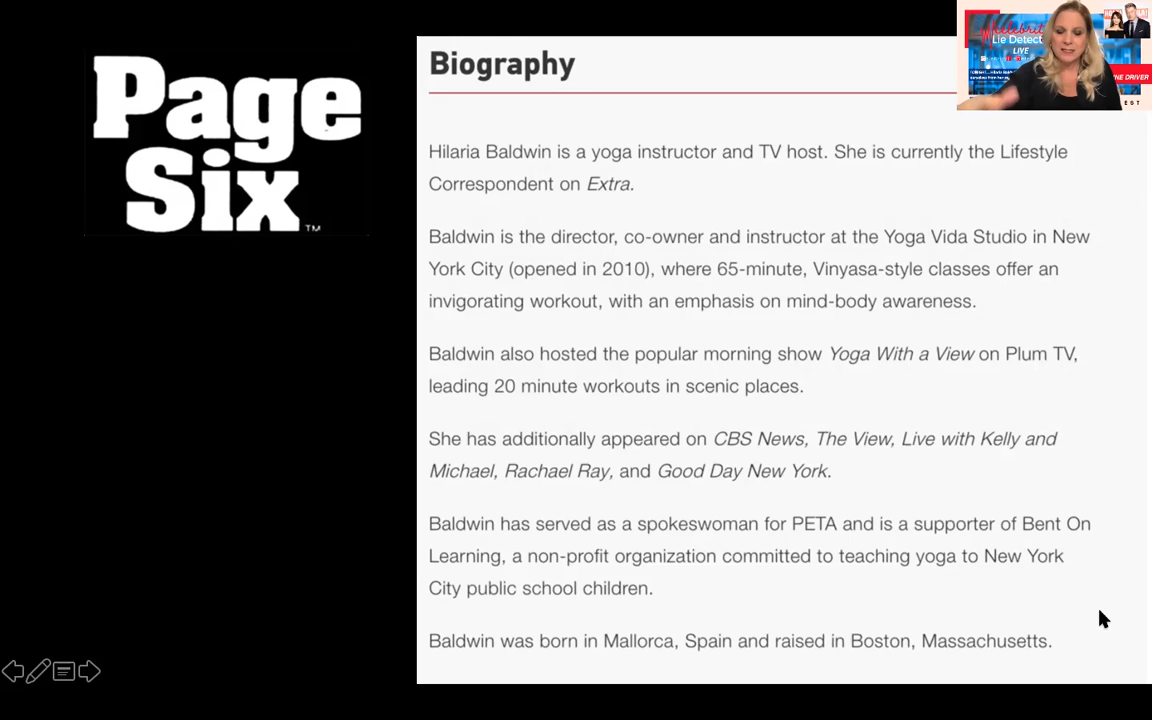 Page
Six
TM
Biography
Hilaria Baldwin is a yoga instructor and TV host. She is currently the Lifestyle
Correspondent on Extra.
Baldwin is the director, co-owner and instructor at the Yoga Vida Studio in New
York City (opened in 2010), where 65-minute, Vinyasa-style classes offer an
invigorating workout, with an emphasis on mind-body awareness.
Baldwin also hosted the popular morning show Yoga With a View on Plum TV,
leading 20 minute workouts in scenic places.
She has additionally appeared on CBS News, The View, Live with Kelly and
Michael, Rachael Ray, and Good Day New York.
Baldwin has served as a spokeswoman for PETA and is a supporter of Bent On
Learning, a non-profit organization committed to teaching yoga to New York
City public school children.
Baldwin was born in Mallorca, Spain and raised in Boston, Massachusetts.
Lie Detect
LIVE
DRIVER